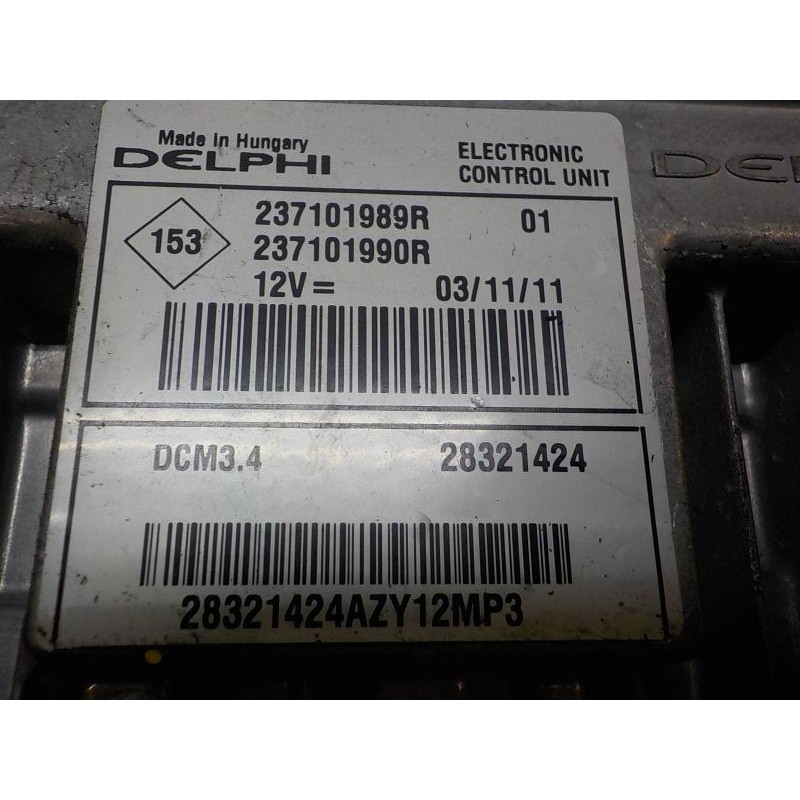 Made in Hungary
DELPHI
ELECTRONIC
CONTROL UNIT
153
237101989R 01
237101990R
12V= 03/11/11
DCM3.4 28321424
28321424AZY12MP3